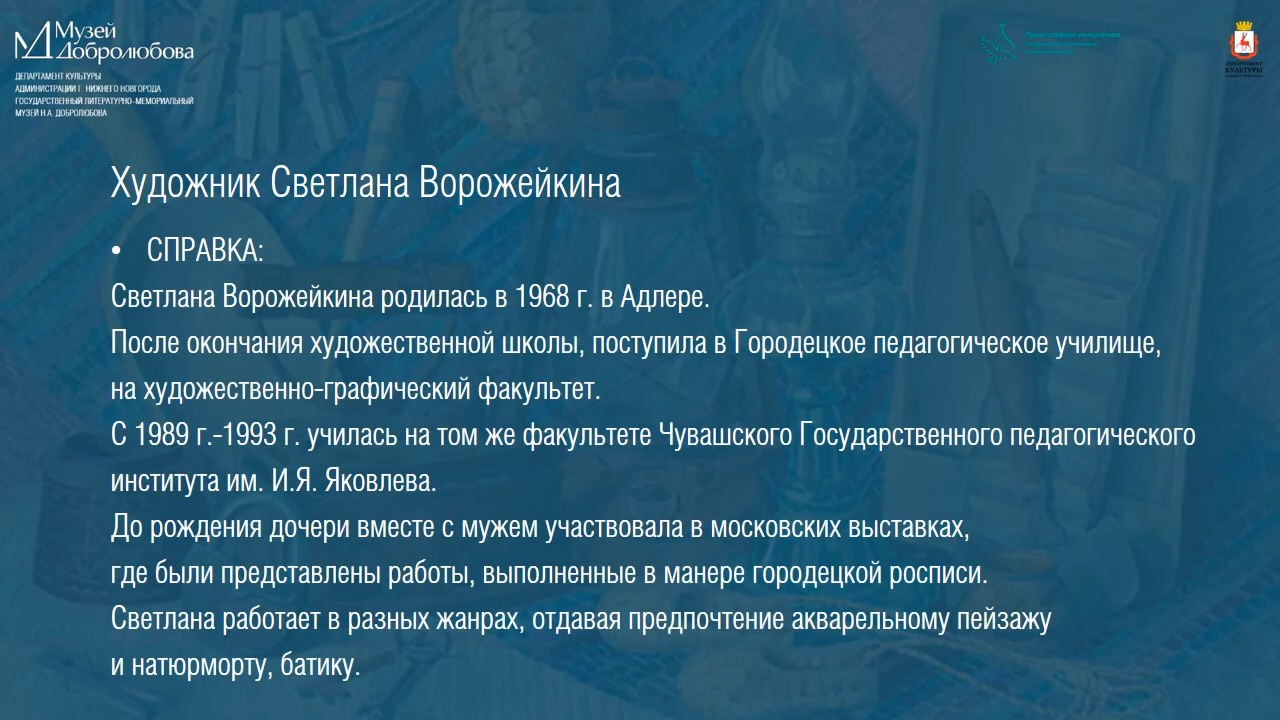 Музей
Добролюбова
ДЕПАРТАМЕНТ КУЛЬТУРЫ
АДМИНИСТРАЦИИ Г. НИЖНЕГО НОВГОРОДА
ГОСУДАРСТВЕННЫЙ ЛИТЕРАТУРНО-МЕМОРИАЛЬНЫЙ
МУЗЕЙ Н.А. ДОБРОЛЮБОВА
Православная инициатива
ДЕПАРТАМЕНТ
КУЛЬТУРЫ
Художник Светлана Ворожейкина
• СПРАВКА:
Светлана Ворожейкина родилась в 1968 г. в Адлере.
После окончания художественной школы, поступила в Городецкое педагогическое училище,
на художественно-графический факультет.
С 1989 г.-1993 г. училась на том же факультете Чувашского Государственного педагогического
института им. И.Я. Яковлева.
До рождения дочери вместе с мужем участвовала в московских выставках,
где были представлены работы, выполненные в манере городецкой росписи.
Светлана работает в разных жанрах, отдавая предпочтение акварельному пейзажу
и натюрморту, батику.